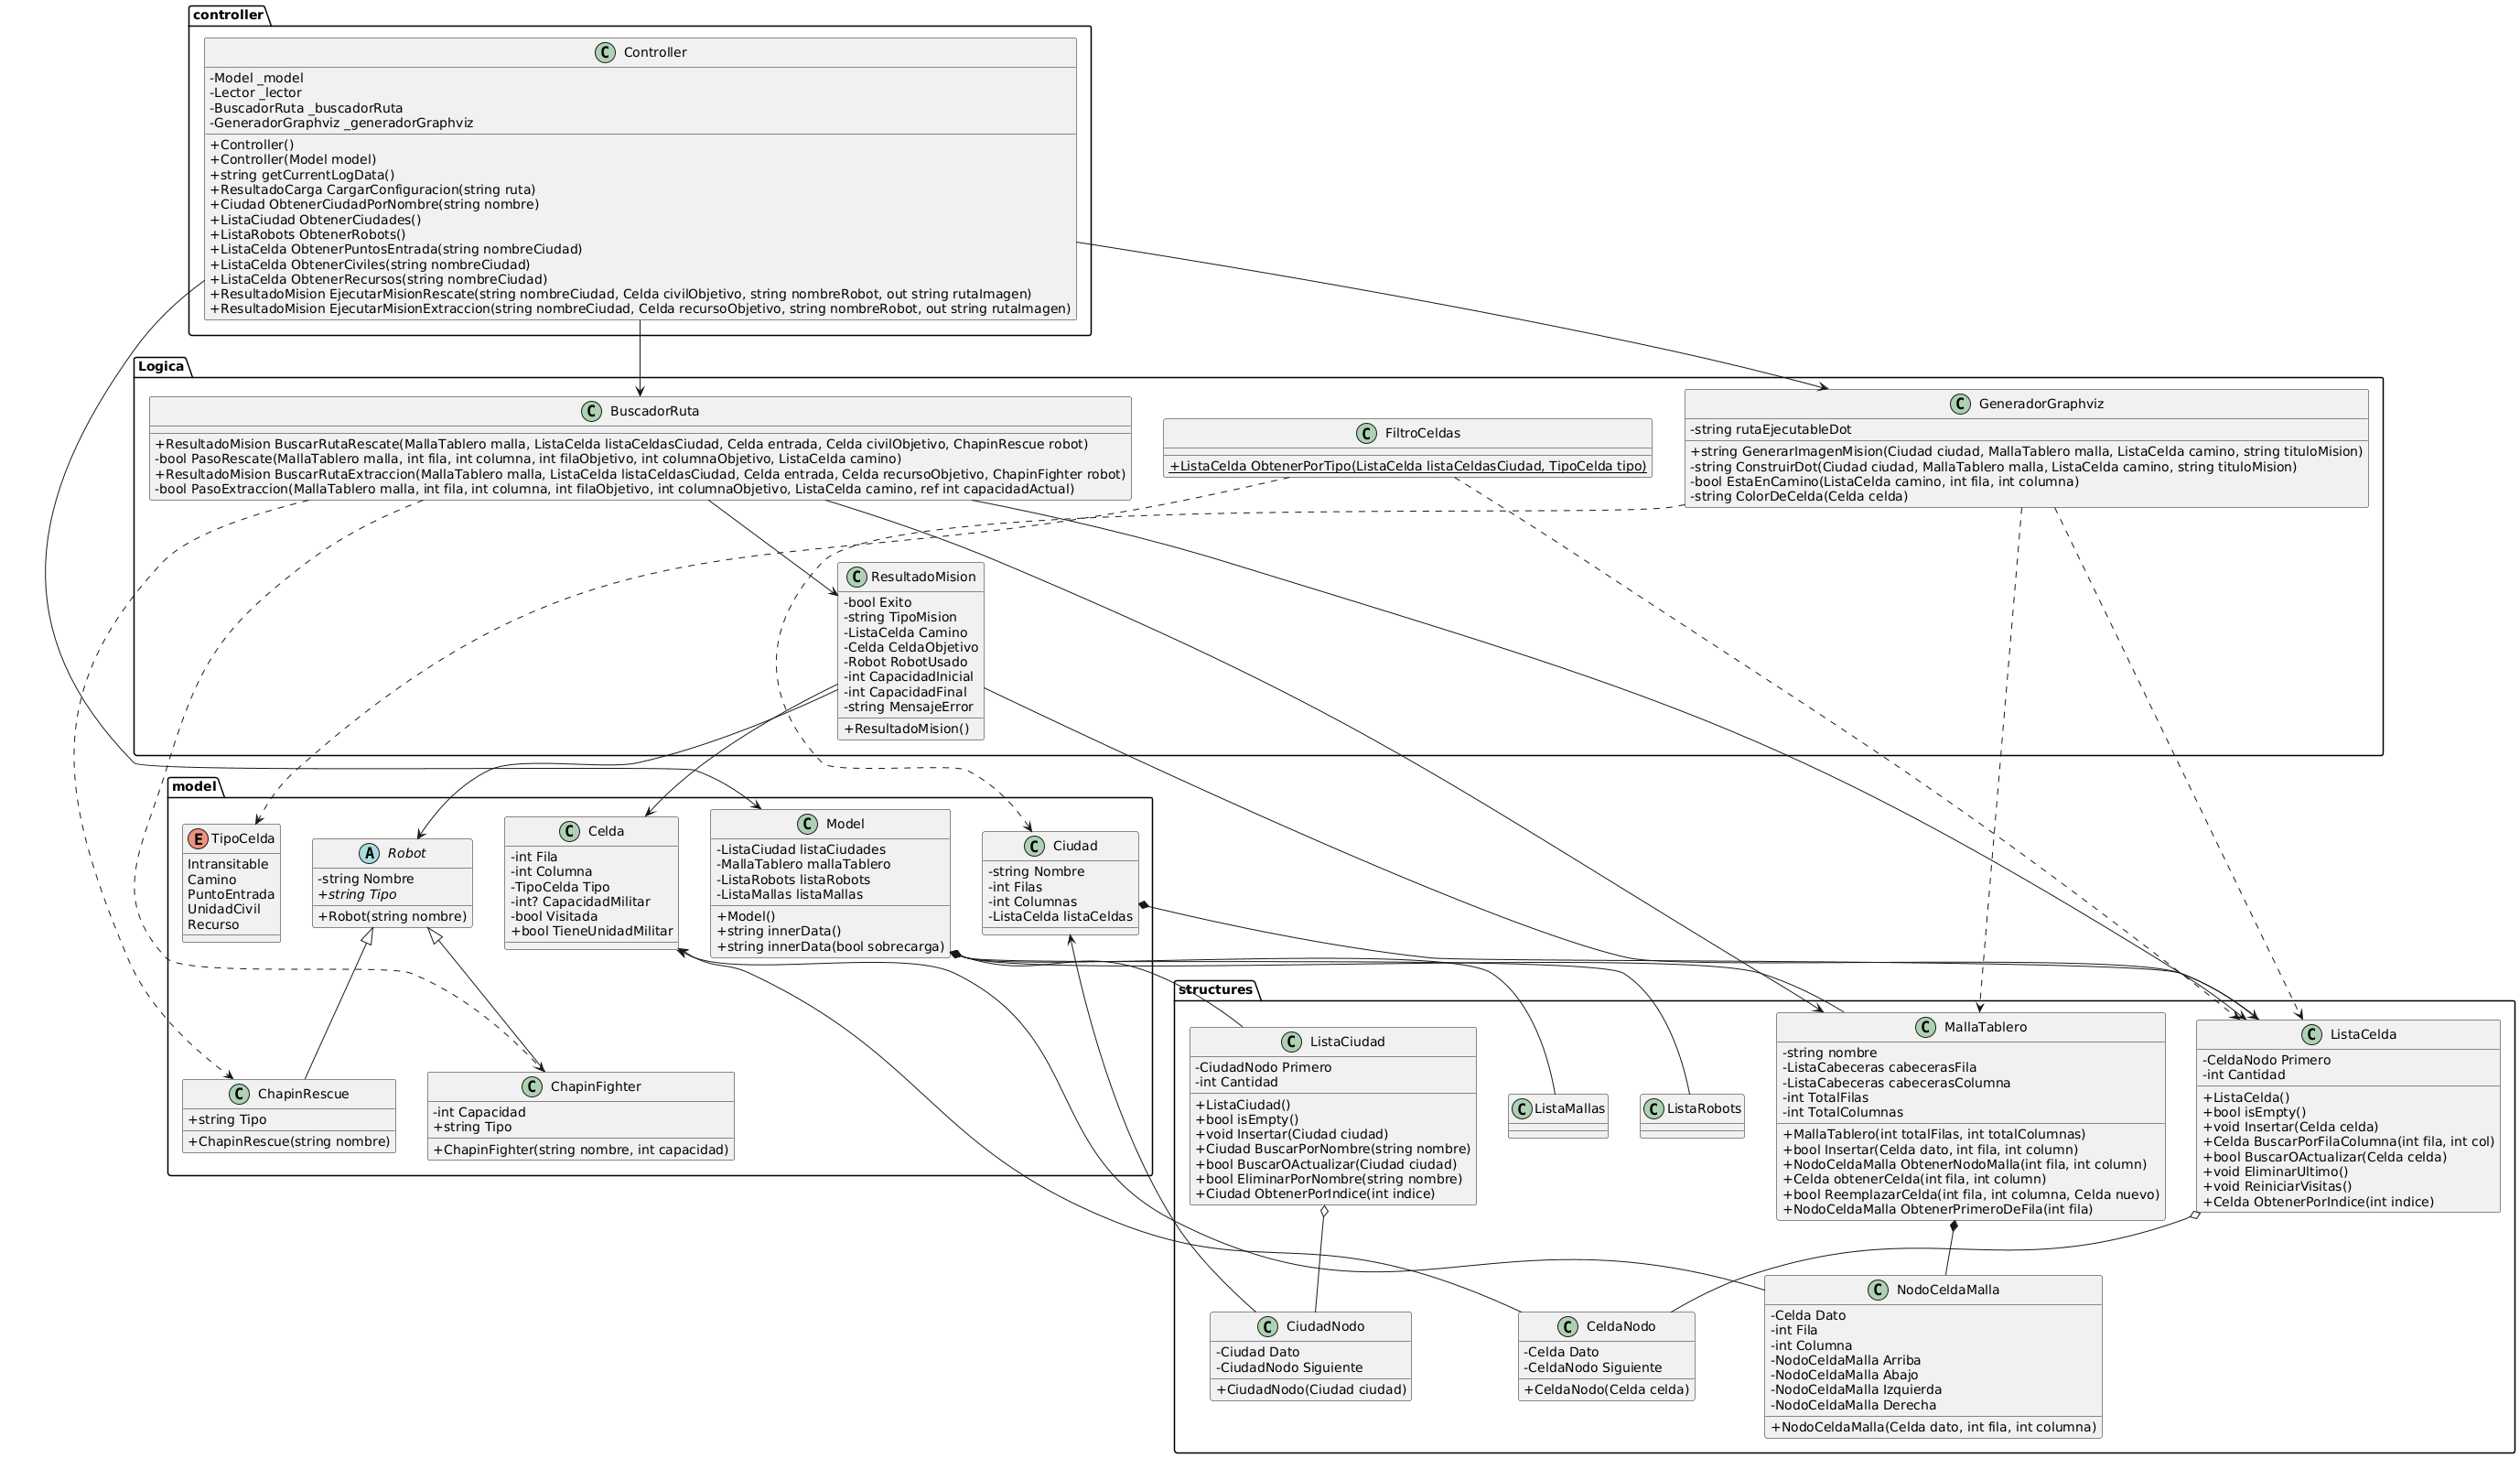 controller
Controller
-Model _model
-Lector _lector
-BuscadorRuta _buscadorRuta
-GeneradorGraphviz _generadorGraphviz
+Controller()
+Controller(Model model)
+string getCurrentLogData()
+ResultadoCarga CargarConfiguracion(string ruta)
+Ciudad ObtenerCiudadPorNombre(string nombre)
+ListaCiudad ObtenerCiudades()
+ListaRobots ObtenerRobots()
+ListaCelda ObtenerPuntosEntrada(string nombreCiudad)
+ListaCelda ObtenerCiviles(string nombreCiudad)
+ListaCelda ObtenerRecursos(string nombreCiudad)
+ResultadoMision EjecutarMisionRescate(string nombreCiudad, Celda civilObjetivo, string nombreRobot, out string rutaImagen)
+ResultadoMision EjecutarMisionExtraccion(string nombreCiudad, Celda recursoObjetivo, string nombreRobot, out string rutaImagen)
Logica
BuscadorRuta
+ResultadoMision BuscarRutaRescate(MallaTablero malla, ListaCelda listaCeldasCiudad, Celda entrada, Celda civilObjetivo, ChapinRescue robot)
-bool PasoRescate(MallaTablero malla, int fila, int columna, int filaObjetivo, int columnaObjetivo, ListaCelda camino)
+ResultadoMision BuscarRutaExtraccion(MallaTablero malla, ListaCelda listaCeldasCiudad, Celda entrada, Celda recursoObjetivo, ChapinFighter robot)
-bool PasoExtraccion(MallaTablero malla, int fila, int columna, int filaObjetivo, int columnaObjetivo, ListaCelda camino, ref int capacidadActual)
FiltroCeldas
+ListaCelda ObtenerPorTipo(ListaCelda listaCeldasCiudad, TipoCelda tipo)
GeneradorGraphviz
-string rutaEjecutableDot
+string GenerarImagenMision(Ciudad ciudad, MallaTablero malla, ListaCelda camino, string tituloMision)
-string ConstruirDot(Ciudad ciudad, MallaTablero malla, ListaCelda camino, string tituloMision)
-bool EstaEnCamino(ListaCelda camino, int fila, int columna)
-string ColorDeCelda(Celda celda)
ResultadoMision
-bool Exito
-string TipoMision
-ListaCelda Camino
-Celda CeldaObjetivo
-Robot RobotUsado
-int CapacidadInicial
-int CapacidadFinal
-string MensajeError
+ResultadoMision()
model
TipoCelda
Intransitable
Camino
PuntoEntrada
UnidadCivil
Recurso
Robot
-string Nombre
+string Tipo
+Robot(string nombre)
Celda
-int Fila
-int Columna
-TipoCelda Tipo
-int? CapacidadMilitar
-bool Visitada
+bool TieneUnidadMilitar
Model
-ListaCiudad listaCiudades
-MallaTablero mallaTablero
-ListaRobots listaRobots
-ListaMallas listaMallas
+Model()
+string innerData()
+string innerData(bool sobrecarga)
Ciudad
-string Nombre
-int Filas
-int Columnas
-ListaCelda listaCeldas
ChapinRescue
+string Tipo
+ChapinRescue(string nombre)
ChapinFighter
-int Capacidad
+string Tipo
+ChapinFighter(string nombre, int capacidad)
structures
ListaCiudad
-CiudadNodo Primero
-int Cantidad
+ListaCiudad()
+bool isEmpty()
+void Insertar(Ciudad ciudad)
+Ciudad BuscarPorNombre(string nombre)
+bool BuscarOActualizar(Ciudad ciudad)
+bool EliminarPorNombre(string nombre)
+Ciudad ObtenerPorIndice(int indice)
ListaMallas
ListaRobots
MallaTablero
-string nombre
-ListaCabeceras cabecerasFila
-ListaCabeceras cabecerasColumna
-int TotalFilas
-int TotalColumnas
+MallaTablero(int totalFilas, int totalColumnas)
+bool Insertar(Celda dato, int fila, int column)
+NodoCeldaMalla ObtenerNodoMalla(int fila, int column)
+Celda obtenerCelda(int fila, int column)
+bool ReemplazarCelda(int fila, int columna, Celda nuevo)
+NodoCeldaMalla ObtenerPrimeroDeFila(int fila)
ListaCelda
-CeldaNodo Primero
-int Cantidad
+ListaCelda()
+bool isEmpty()
+void Insertar(Celda celda)
+Celda BuscarPorFilaColumna(int fila, int col)
+bool BuscarOActualizar(Celda celda)
+void EliminarUltimo()
+void ReiniciarVisitas()
+Celda ObtenerPorIndice(int indice)
CiudadNodo
-Ciudad Dato
-CiudadNodo Siguiente
+CiudadNodo(Ciudad ciudad)
CeldaNodo
-Celda Dato
-CeldaNodo Siguiente
+CeldaNodo(Celda celda)
NodoCeldaMalla
-Celda Dato
-int Fila
-int Columna
-NodoCeldaMalla Arriba
-NodoCeldaMalla Abajo
-NodoCeldaMalla Izquierda
-NodoCeldaMalla Derecha
+NodoCeldaMalla(Celda dato, int fila, int columna)